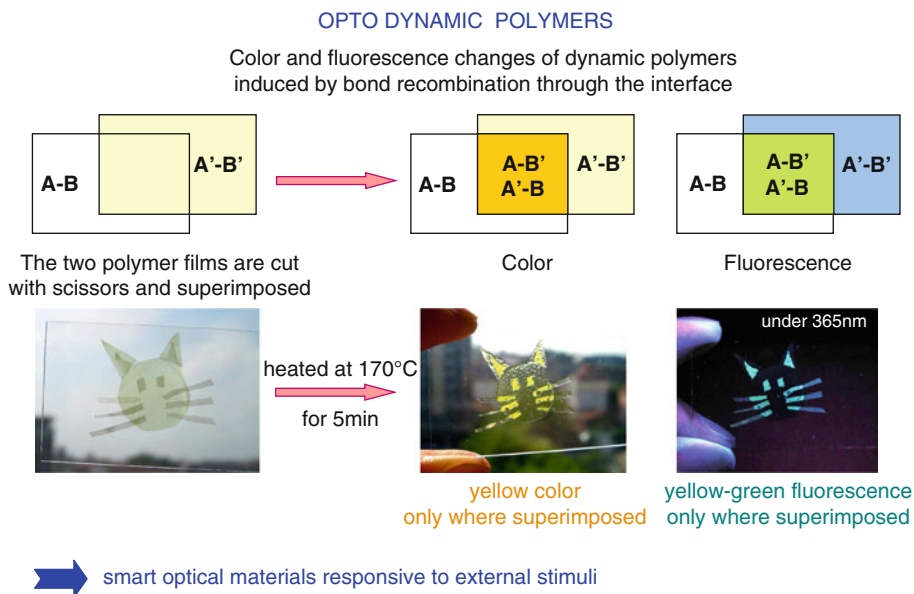 OPTO DYNAMIC POLYMERS
Color and fluorescence changes of dynamic polymers
induced by bond recombination through the interface
A-B
A'-B'
A-B
A-B'
A'-B
A'-B'
A-B
A-B'
A'-B
A'-B'
The two polymer films are cut
with scissors and superimposed
Color
Fluorescence
heated at 170°C
for 5min
under 365nm
yellow color
only where superimposed
yellow-green fluorescence
only where superimposed
smart optical materials responsive to external stimuli